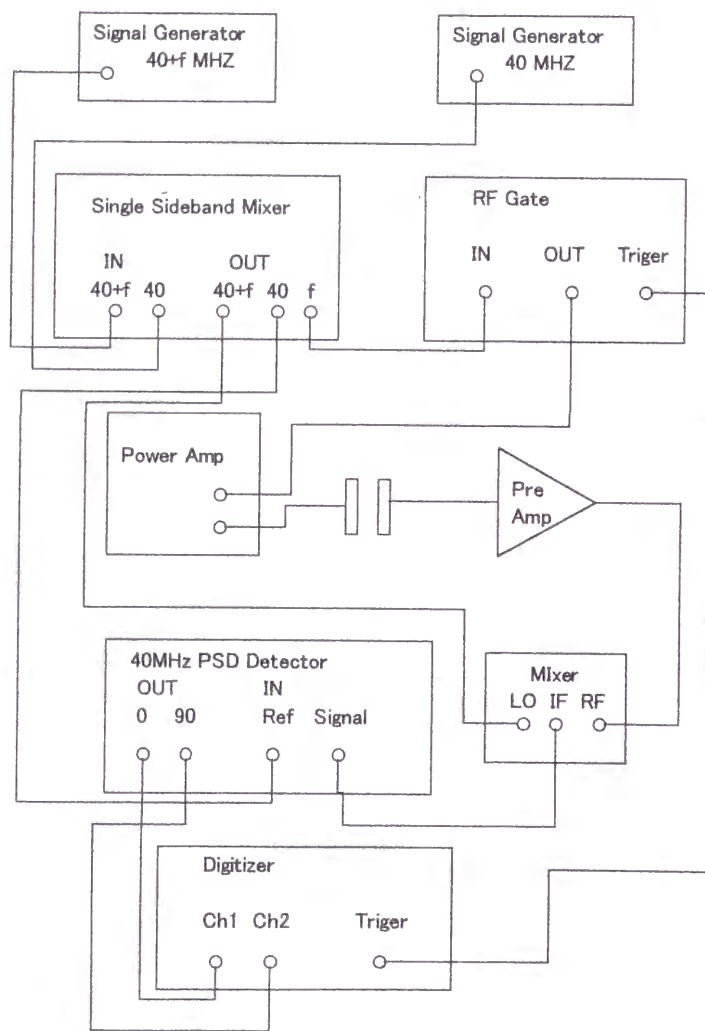 Signal Generator
40+f MHZ
Signal Generator
40 MHZ
Single Sideband Mixer
IN OUT
40+f 40 40+f 40 f
RF Gate
IN OUT Triger
Power Amp
Pre
Amp
40MHz PSD Detector
OUT IN
0 90 Ref Signal
MIxer
LO IF RF
Digitizer
Ch1 Ch2 Triger